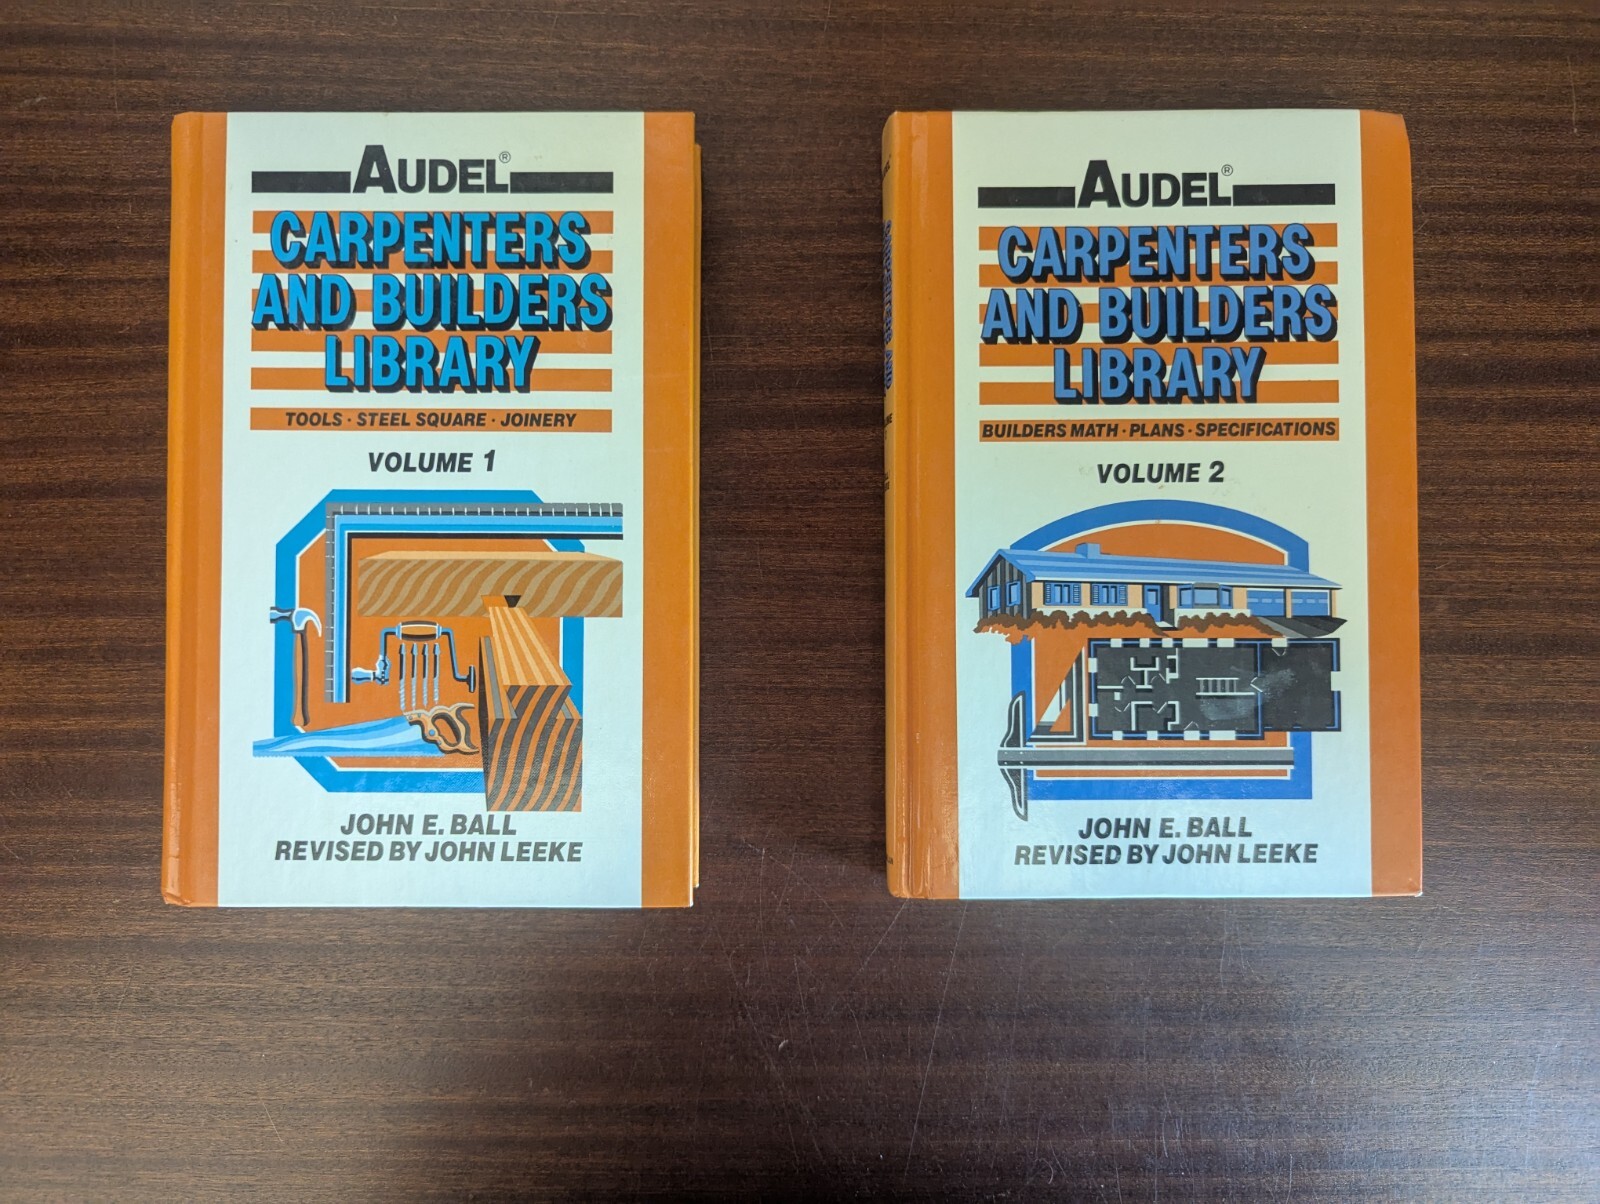 AUDEL®
CARPENTERS
AND BUILDERS
LIBRARY
TOOLS · STEEL SQUARE · JOINERY
VOLUME 1
JOHN E. BALL
REVISED BY JOHN LEEKE
AUDEL®
CARPENTERS
AND BUILDERS
LIBRARY
BUILDERS MATH · PLANS · SPECIFICATIONS
VOLUME 2
JOHN E. BALL
REVISED BY JOHN LEEKE